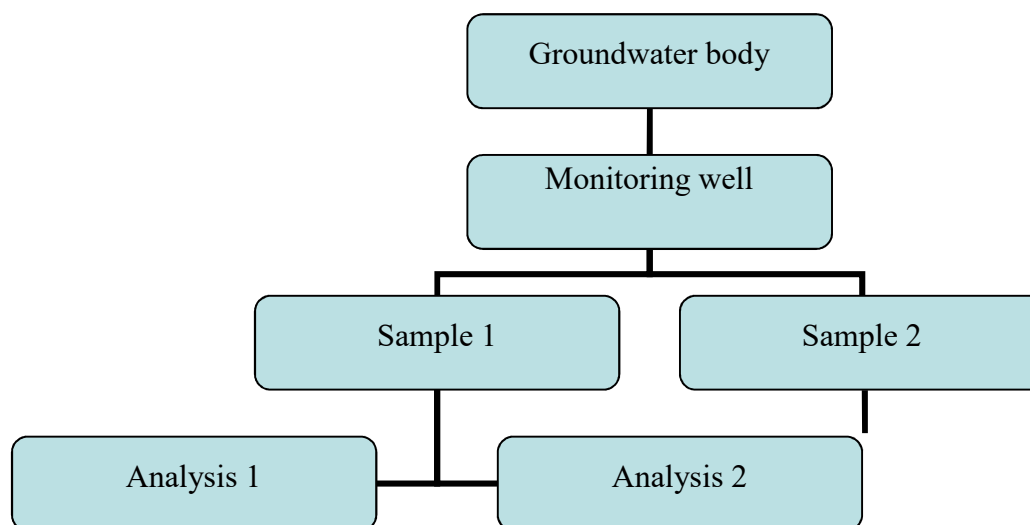 Groundwater body
Monitoring well
Sample 1
Sample 2
Analysis 1
Analysis 2